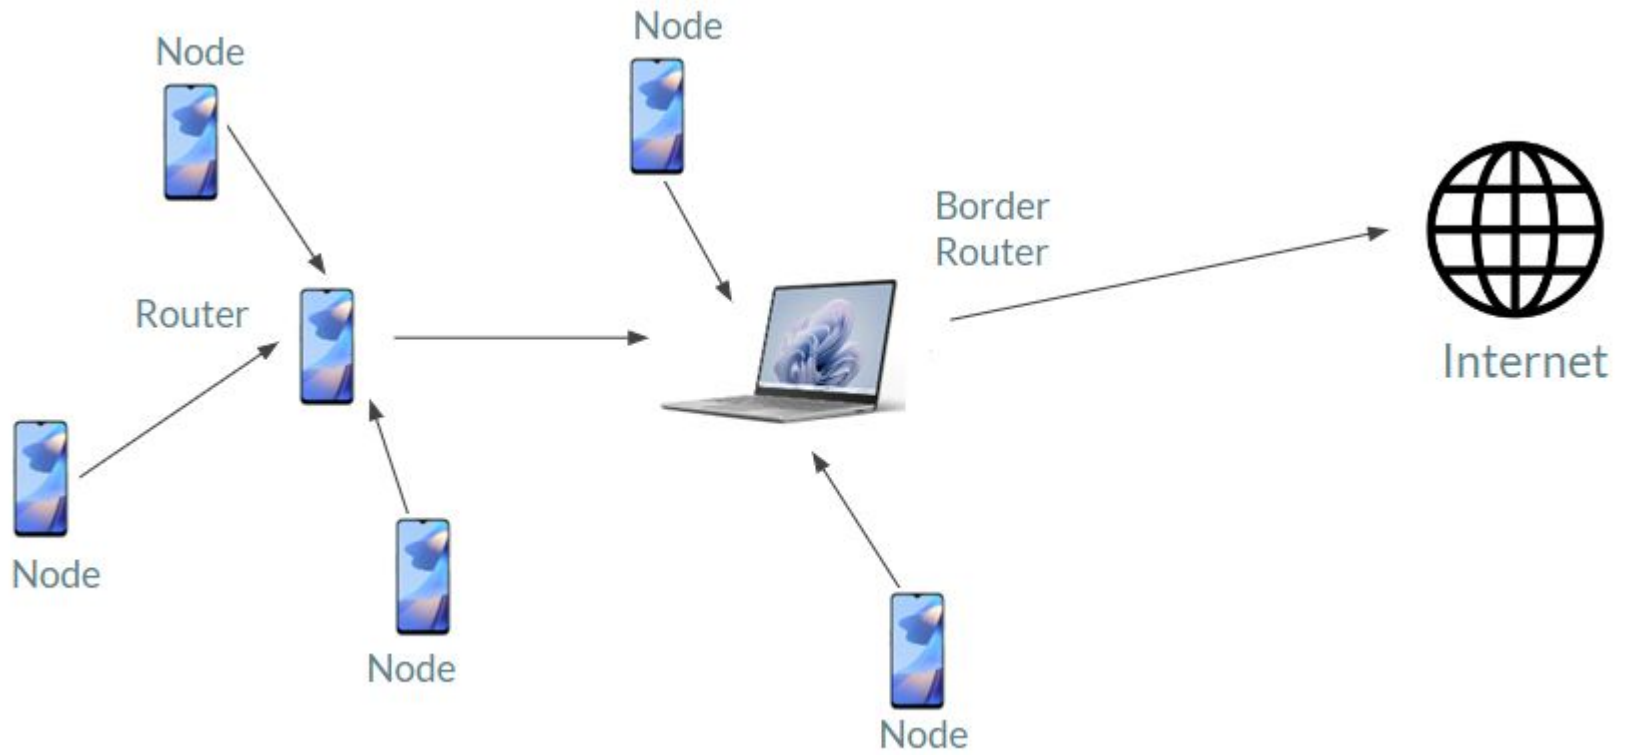 Node
Node
Border
Router
Router
Internet
Node
Node
Node